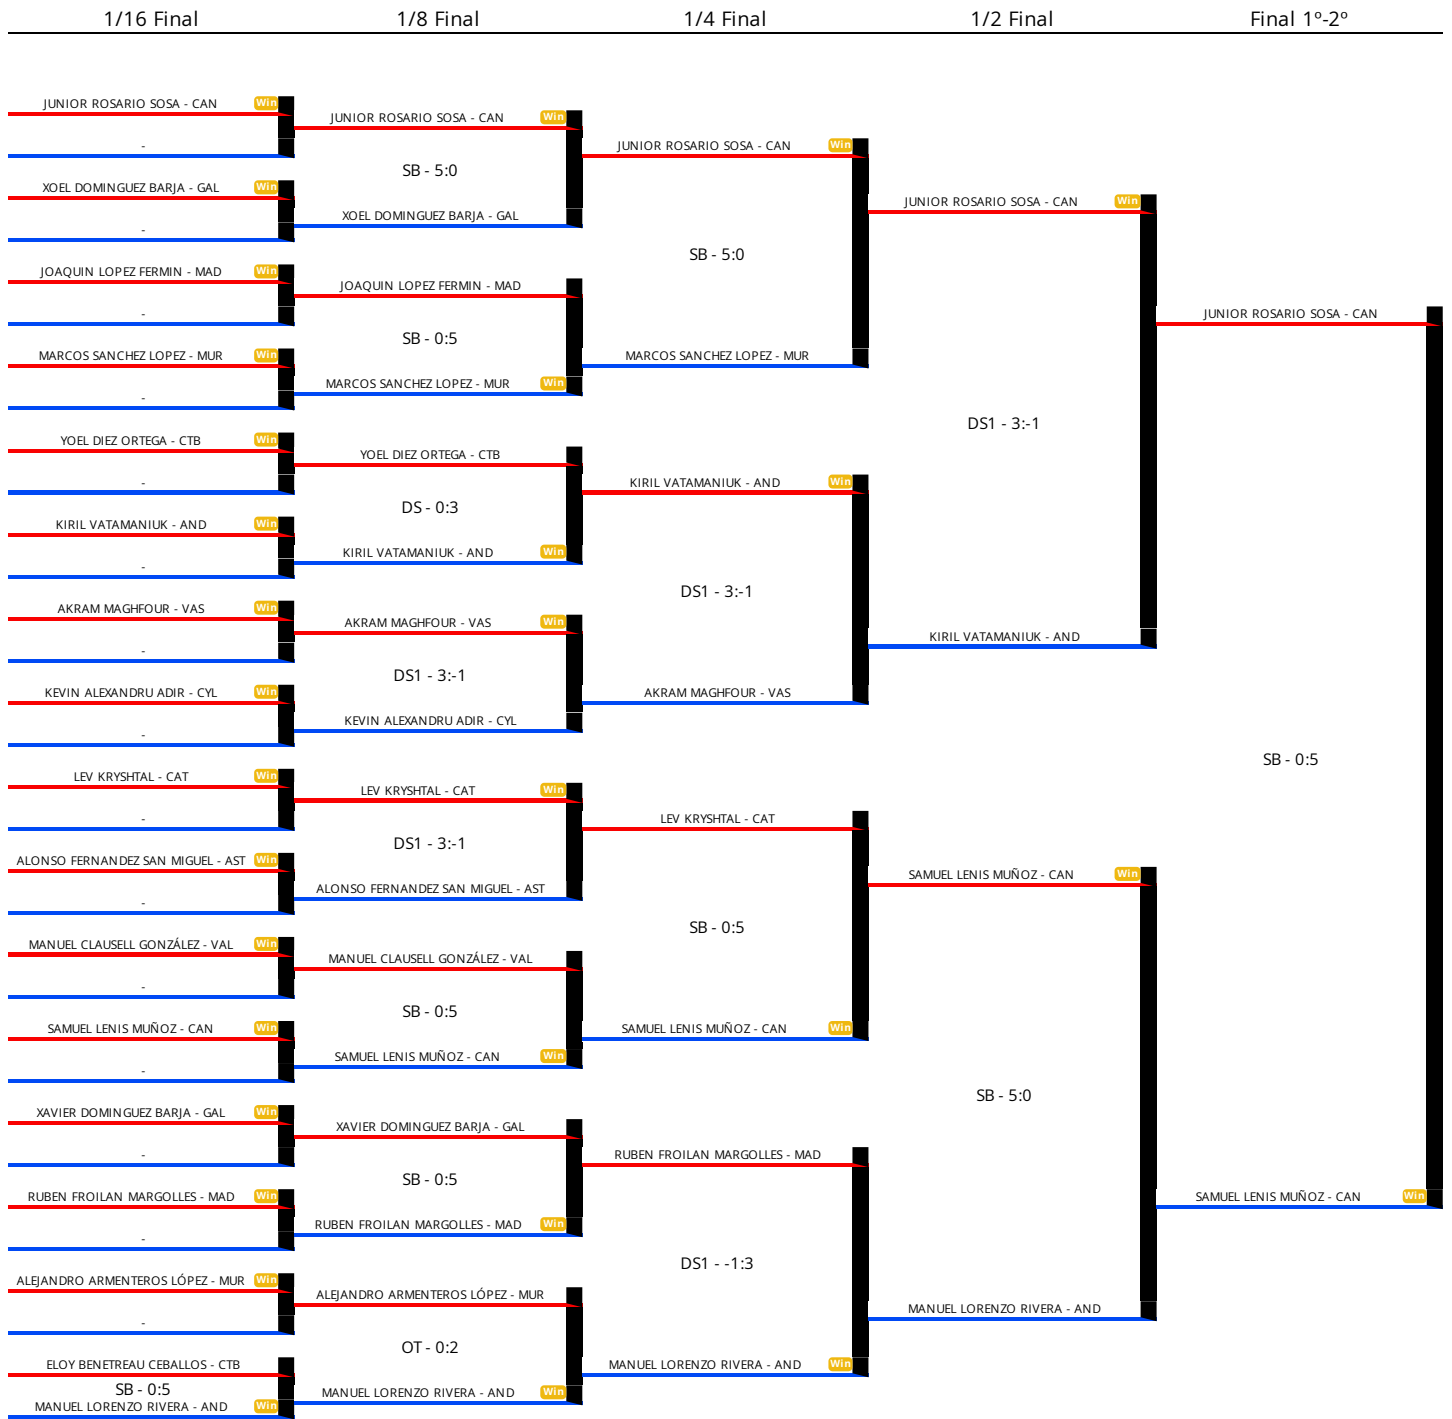 1/16 Final
1/8 Final
1/4 Final
1/2 Final
Final 1º-2º
JUNIOR ROSARIO SOSA - CAN Win
-
XOEL DOMINGUEZ BARJA - GAL Win
-
JOAQUIN LOPEZ FERMIN - MAD Win
-
MARCOS SANCHEZ LOPEZ - MUR Win
-
YOEL DIEZ ORTEGA - CTB Win
-
KIRIL VATAMANIUK - AND Win
-
AKRAM MAGHFOUR - VAS Win
-
KEVIN ALEXANDRU ADIR - CYL Win
-
LEV KRYSHTAL - CAT Win
-
ALONSO FERNANDEZ SAN MIGUEL - AST Win
-
MANUEL CLAUSELL GONZÁLEZ - VAL Win
-
SAMUEL LENIS MUÑOZ - CAN Win
-
XAVIER DOMINGUEZ BARJA - GAL Win
-
RUBEN FROILAN MARGOLLES - MAD Win
-
ALEJANDRO ARMENTEROS LÓPEZ - MUR Win
-
ELOY BENETREAU CEBALLOS - CTB
SB - 0:5
MANUEL LORENZO RIVERA - AND Win
JUNIOR ROSARIO SOSA - CAN Win
SB - 5:0
XOEL DOMINGUEZ BARJA - GAL
JOAQUIN LOPEZ FERMIN - MAD
SB - 0:5
MARCOS SANCHEZ LOPEZ - MUR Win
YOEL DIEZ ORTEGA - CTB
DS - 0:3
KIRIL VATAMANIUK - AND Win
AKRAM MAGHFOUR - VAS Win
DS1 - 3:-1
KEVIN ALEXANDRU ADIR - CYL
LEV KRYSHTAL - CAT Win
DS1 - 3:-1
ALONSO FERNANDEZ SAN MIGUEL - AST
MANUEL CLAUSELL GONZÁLEZ - VAL
SB - 0:5
SAMUEL LENIS MUÑOZ - CAN Win
XAVIER DOMINGUEZ BARJA - GAL
SB - 0:5
RUBEN FROILAN MARGOLLES - MAD Win
ALEJANDRO ARMENTEROS LÓPEZ - MUR
OT - 0:2
MANUEL LORENZO RIVERA - AND Win
JUNIOR ROSARIO SOSA - CAN Win
SB - 5:0
MARCOS SANCHEZ LOPEZ - MUR
KIRIL VATAMANIUK - AND Win
DS1 - 3:-1
AKRAM MAGHFOUR - VAS
LEV KRYSHTAL - CAT
SB - 0:5
SAMUEL LENIS MUÑOZ - CAN Win
RUBEN FROILAN MARGOLLES - MAD
DS1 - -1:3
MANUEL LORENZO RIVERA - AND Win
JUNIOR ROSARIO SOSA - CAN Win
DS1 - 3:-1
KIRIL VATAMANIUK - AND
SAMUEL LENIS MUÑOZ - CAN Win
SB - 5:0
MANUEL LORENZO RIVERA - AND
JUNIOR ROSARIO SOSA - CAN
SB - 0:5
SAMUEL LENIS MUÑOZ - CAN Win